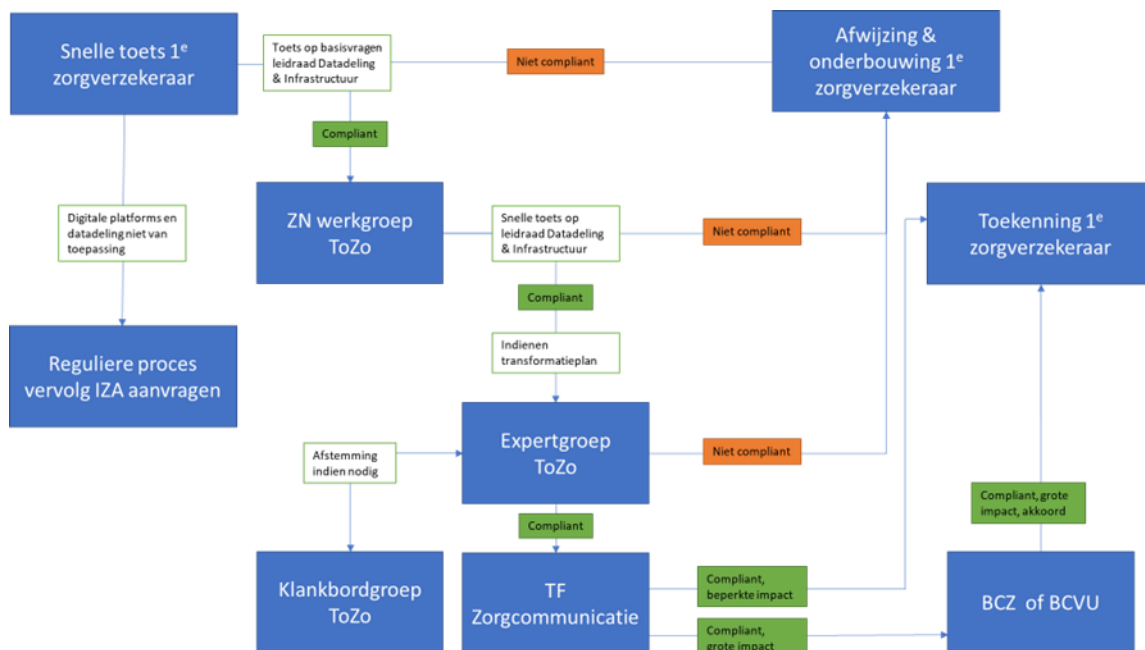 Snelle toets 1e
zorgverzekeraar
Toets op basisvragen
leidraad Datadeling
& Infrastructuur
Niet compliant
Afwijzing &
onderbouwing 1e
zorgverzekeraar
Compliant
Digitale platforms en
datadeling niet van
toepassing
ZN werkgroep
ToZo
Snelle toets op
leidraad Datadeling
& Infrastructuur
Niet compliant
Toekenning 1e
zorgverzekeraar
Compliant
Reguliere proces
vervolg IZA aanvragen
Indienen
transformatieplan
Afstemming
indien nodig
Expertgroep
ToZo
Niet compliant
Compliant
Compliant, grote
impact, akkoord
Klankbordgroep
ToZo
TF
Zorgcommunicatie
Compliant,
beperkte impact
Compliant,
grote impact
BCZ of BCVU